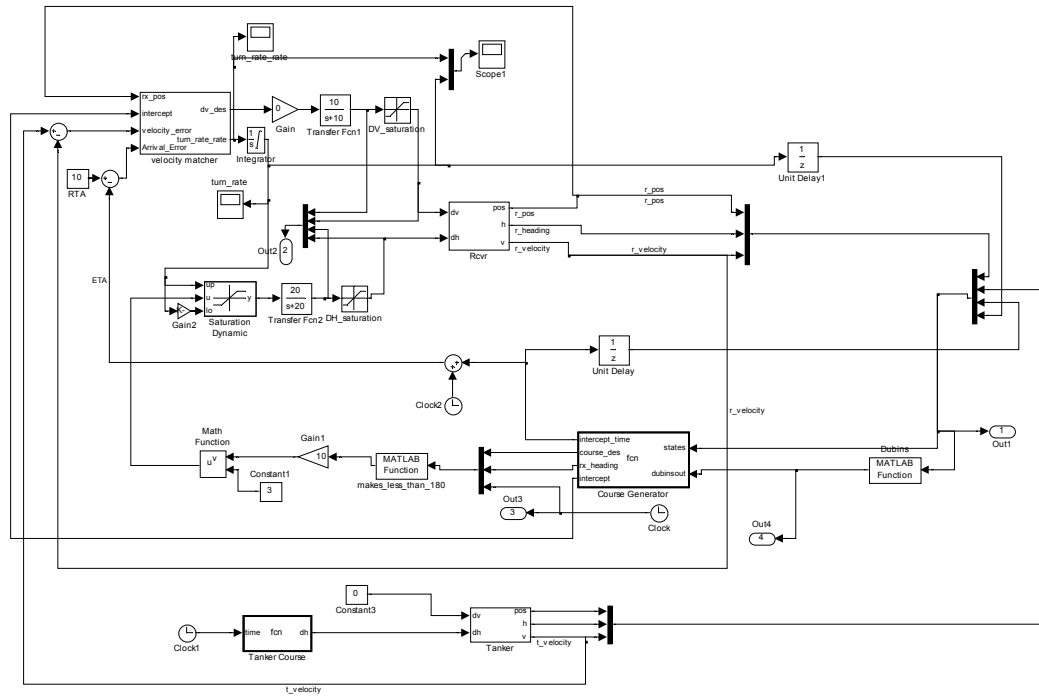 turn_rate_rate
Scope1
rx_pos
intercept
velocity_error
Arrival_Error
dv_des
turn_rate_rate
velocity matcher
0
Gain
10
s+10
Transfer Fcn1
DV_saturation
1
s
Integrator
10
RTA
turn_rate
1
z
Unit Delay1
2
Out2
dv
dh
pos
h
v
Rcvr
r_pos
r_heading
r_velocity
r_pos
r_pos
r_velocity
ETA
up
u
lo
y
Saturation
Dynamic
K-
Gain2
20
s+20
Transfer Fcn2
DH_saturation
1
z
Unit Delay
Clock2
r_velocity
Math
Function
u
v
Constant1
3
Gain1
10
MATLAB
Function
makes_less_than_180
intercept_time
course_des
rx_heading
intercept
fcn
states
dubinsout
Course Generator
Dubins
MATLAB
Function
1
Out1
Out3
3
Clock
Out4
4
0
Constant3
Clock1
time
fcn
dh
Tanker Course
dv
dh
pos
h
v
Tanker
t_velocity
t_velocity